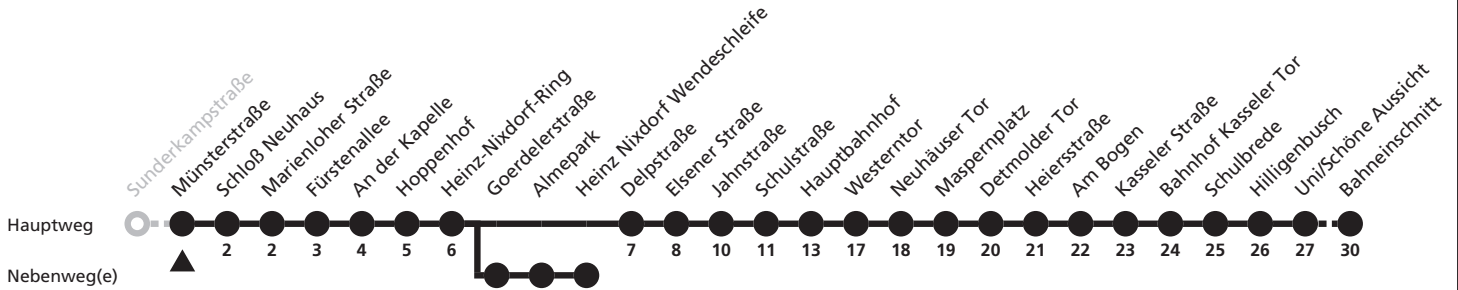 Sunderkampstraße
Münsterstraße
Schloß Neuhaus
Marienloher Straße
Fürstenallee
An der Kapelle
Hoppenhof
Heinz-Nixdorf-Ring
Goerdelerstraße
Almepark
Heinz Nixdorf Wendeschleife
Delpstraße
Elsener Straße
Jahnstraße
Schulstraße
Hauptbahnhof
Westerntor
Neuhäuser Tor
Maspernplatz
Detmolder Tor
Heiersstraße
Am Bogen
Kasseler Straße
Bahnhof Kasseler Tor
Schulbrede
Hilligenbusch
Uni/Schöne Aussicht
Bahneinschnitt
Hauptweg
2 2 3 4 5 6 7 8 10 11 13 17 18 19 20 21 22 23 24 25 26 27 30
Nebenweg(e)